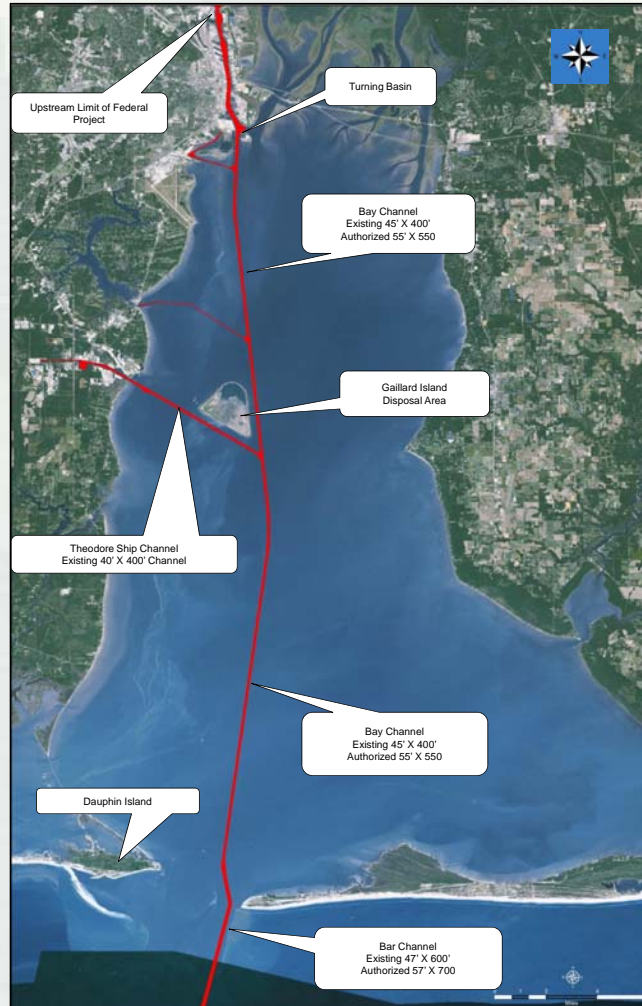 Upstream Limit of Federal
Project
Turning Basin
Bay Channel
Existing 45' X 400'
Authorized 55' X 550
Gaillard Island
Disposal Area
Theodore Ship Channel
Existing 40' X 400' Channel
Bay Channel
Existing 45' X 400'
Authorized 55' X 550
Dauphin Island
Bar Channel
Existing 47' X 600'
Authorized 57' X 700